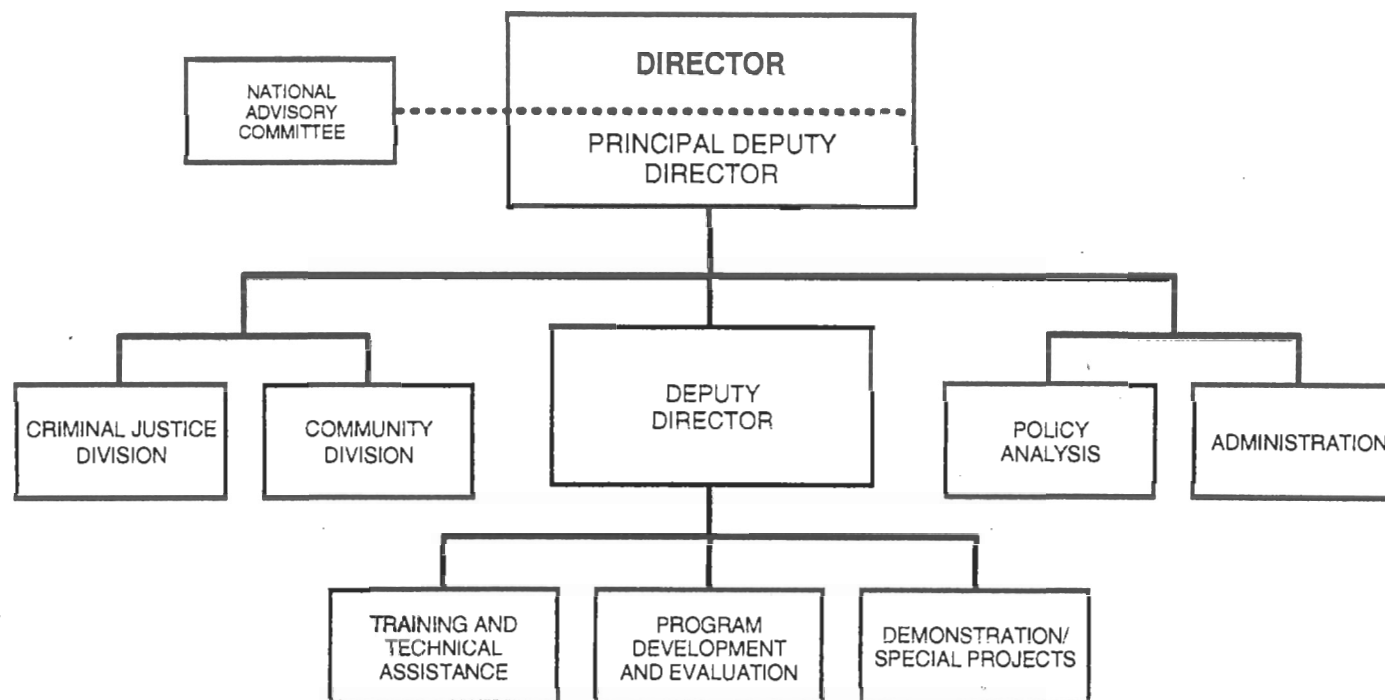 DIRECTOR
NATIONAL
ADVISORY
COMMITTEE
PRINCIPAL DEPUTY
DIRECTOR
CRIMINAL JUSTICE
DIVISION
COMMUNITY
DIVISION
DEPUTY
DIRECTOR
POLICY
ANALYSIS
ADMINISTRATION
TRAINING AND
TECHNICAL
ASSISTANCE
PROGRAM
DEVELOPMENT
AND EVALUATION
DEMONSTRATION/
SPECIAL PROJECTS